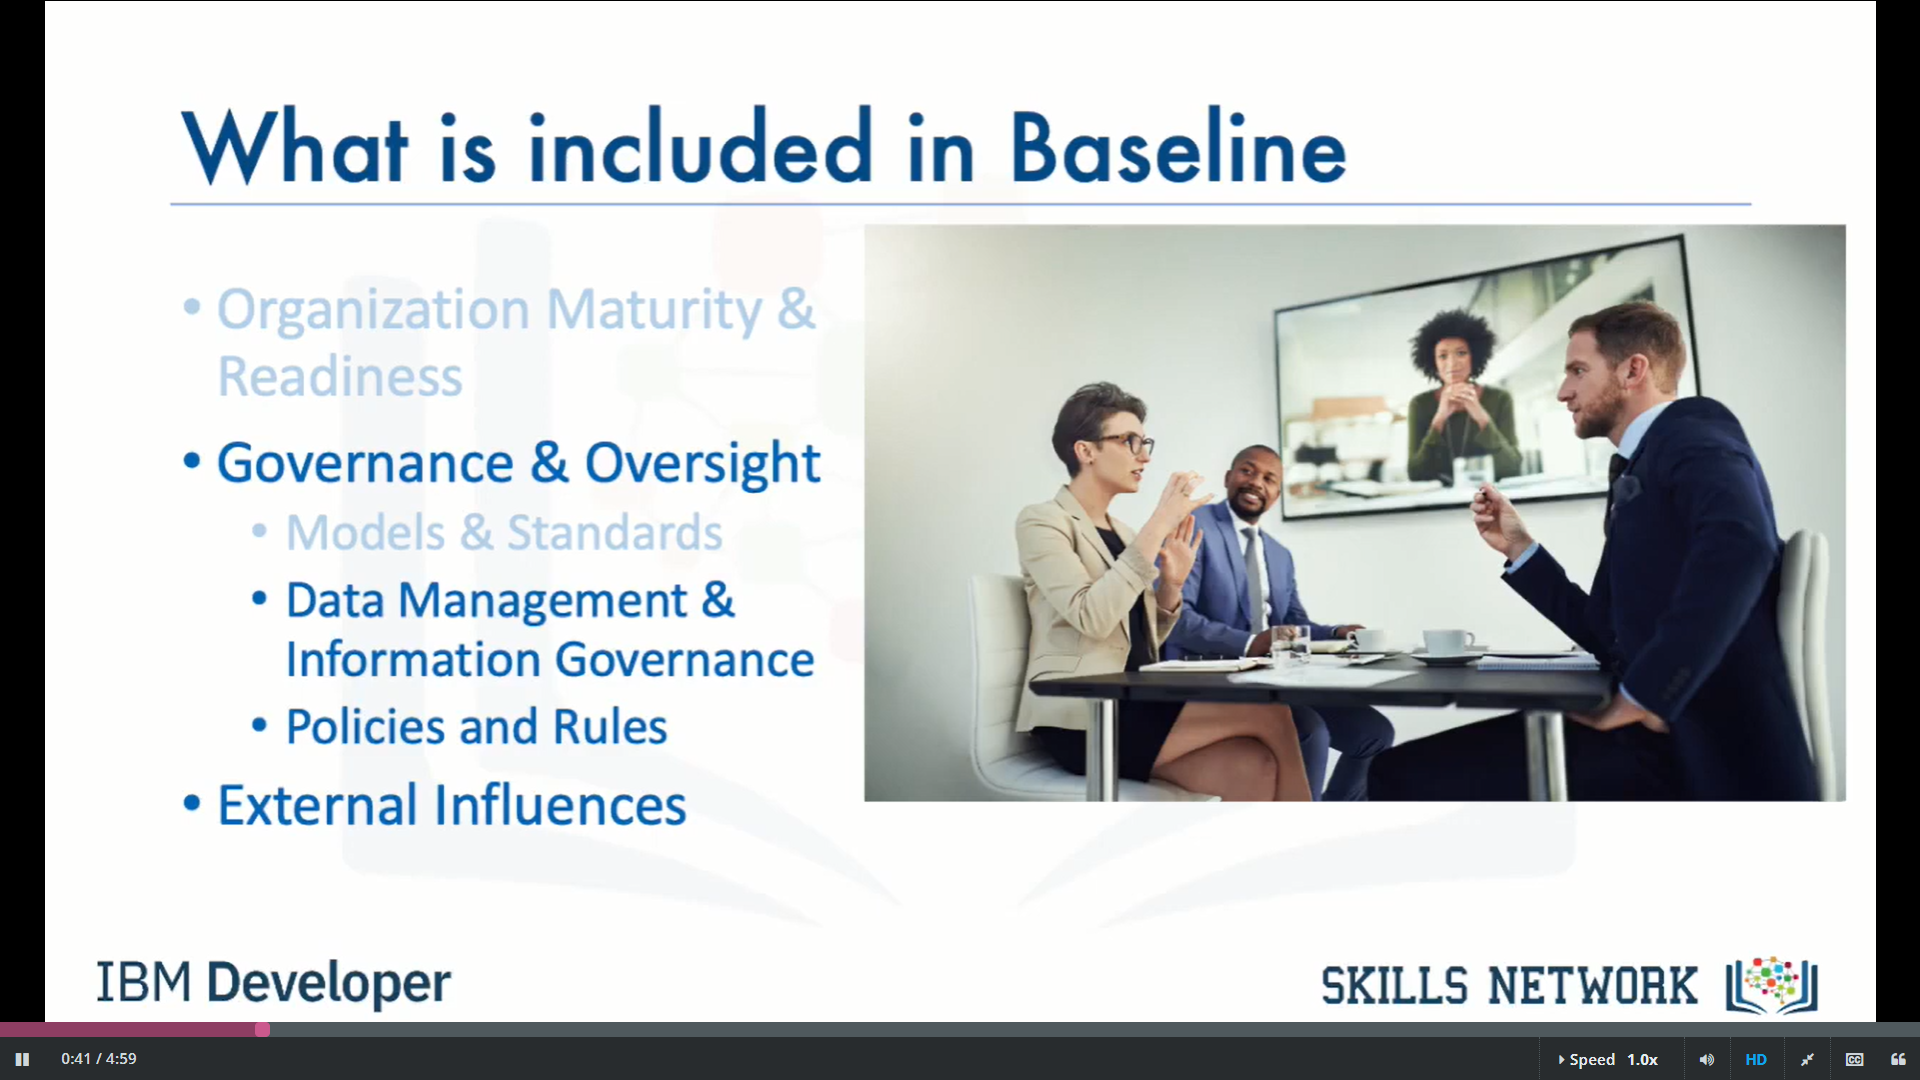 What is included in Baseline
• Organization Maturity &
Readiness
• Governance & Oversight
• Models & Standards
• Data Management &
Information Governance
• Policies and Rules
• External Influences
IBM Developer
SKILLS NETWORK
0:41 / 4:59
Speed 1.0x
HD
CC